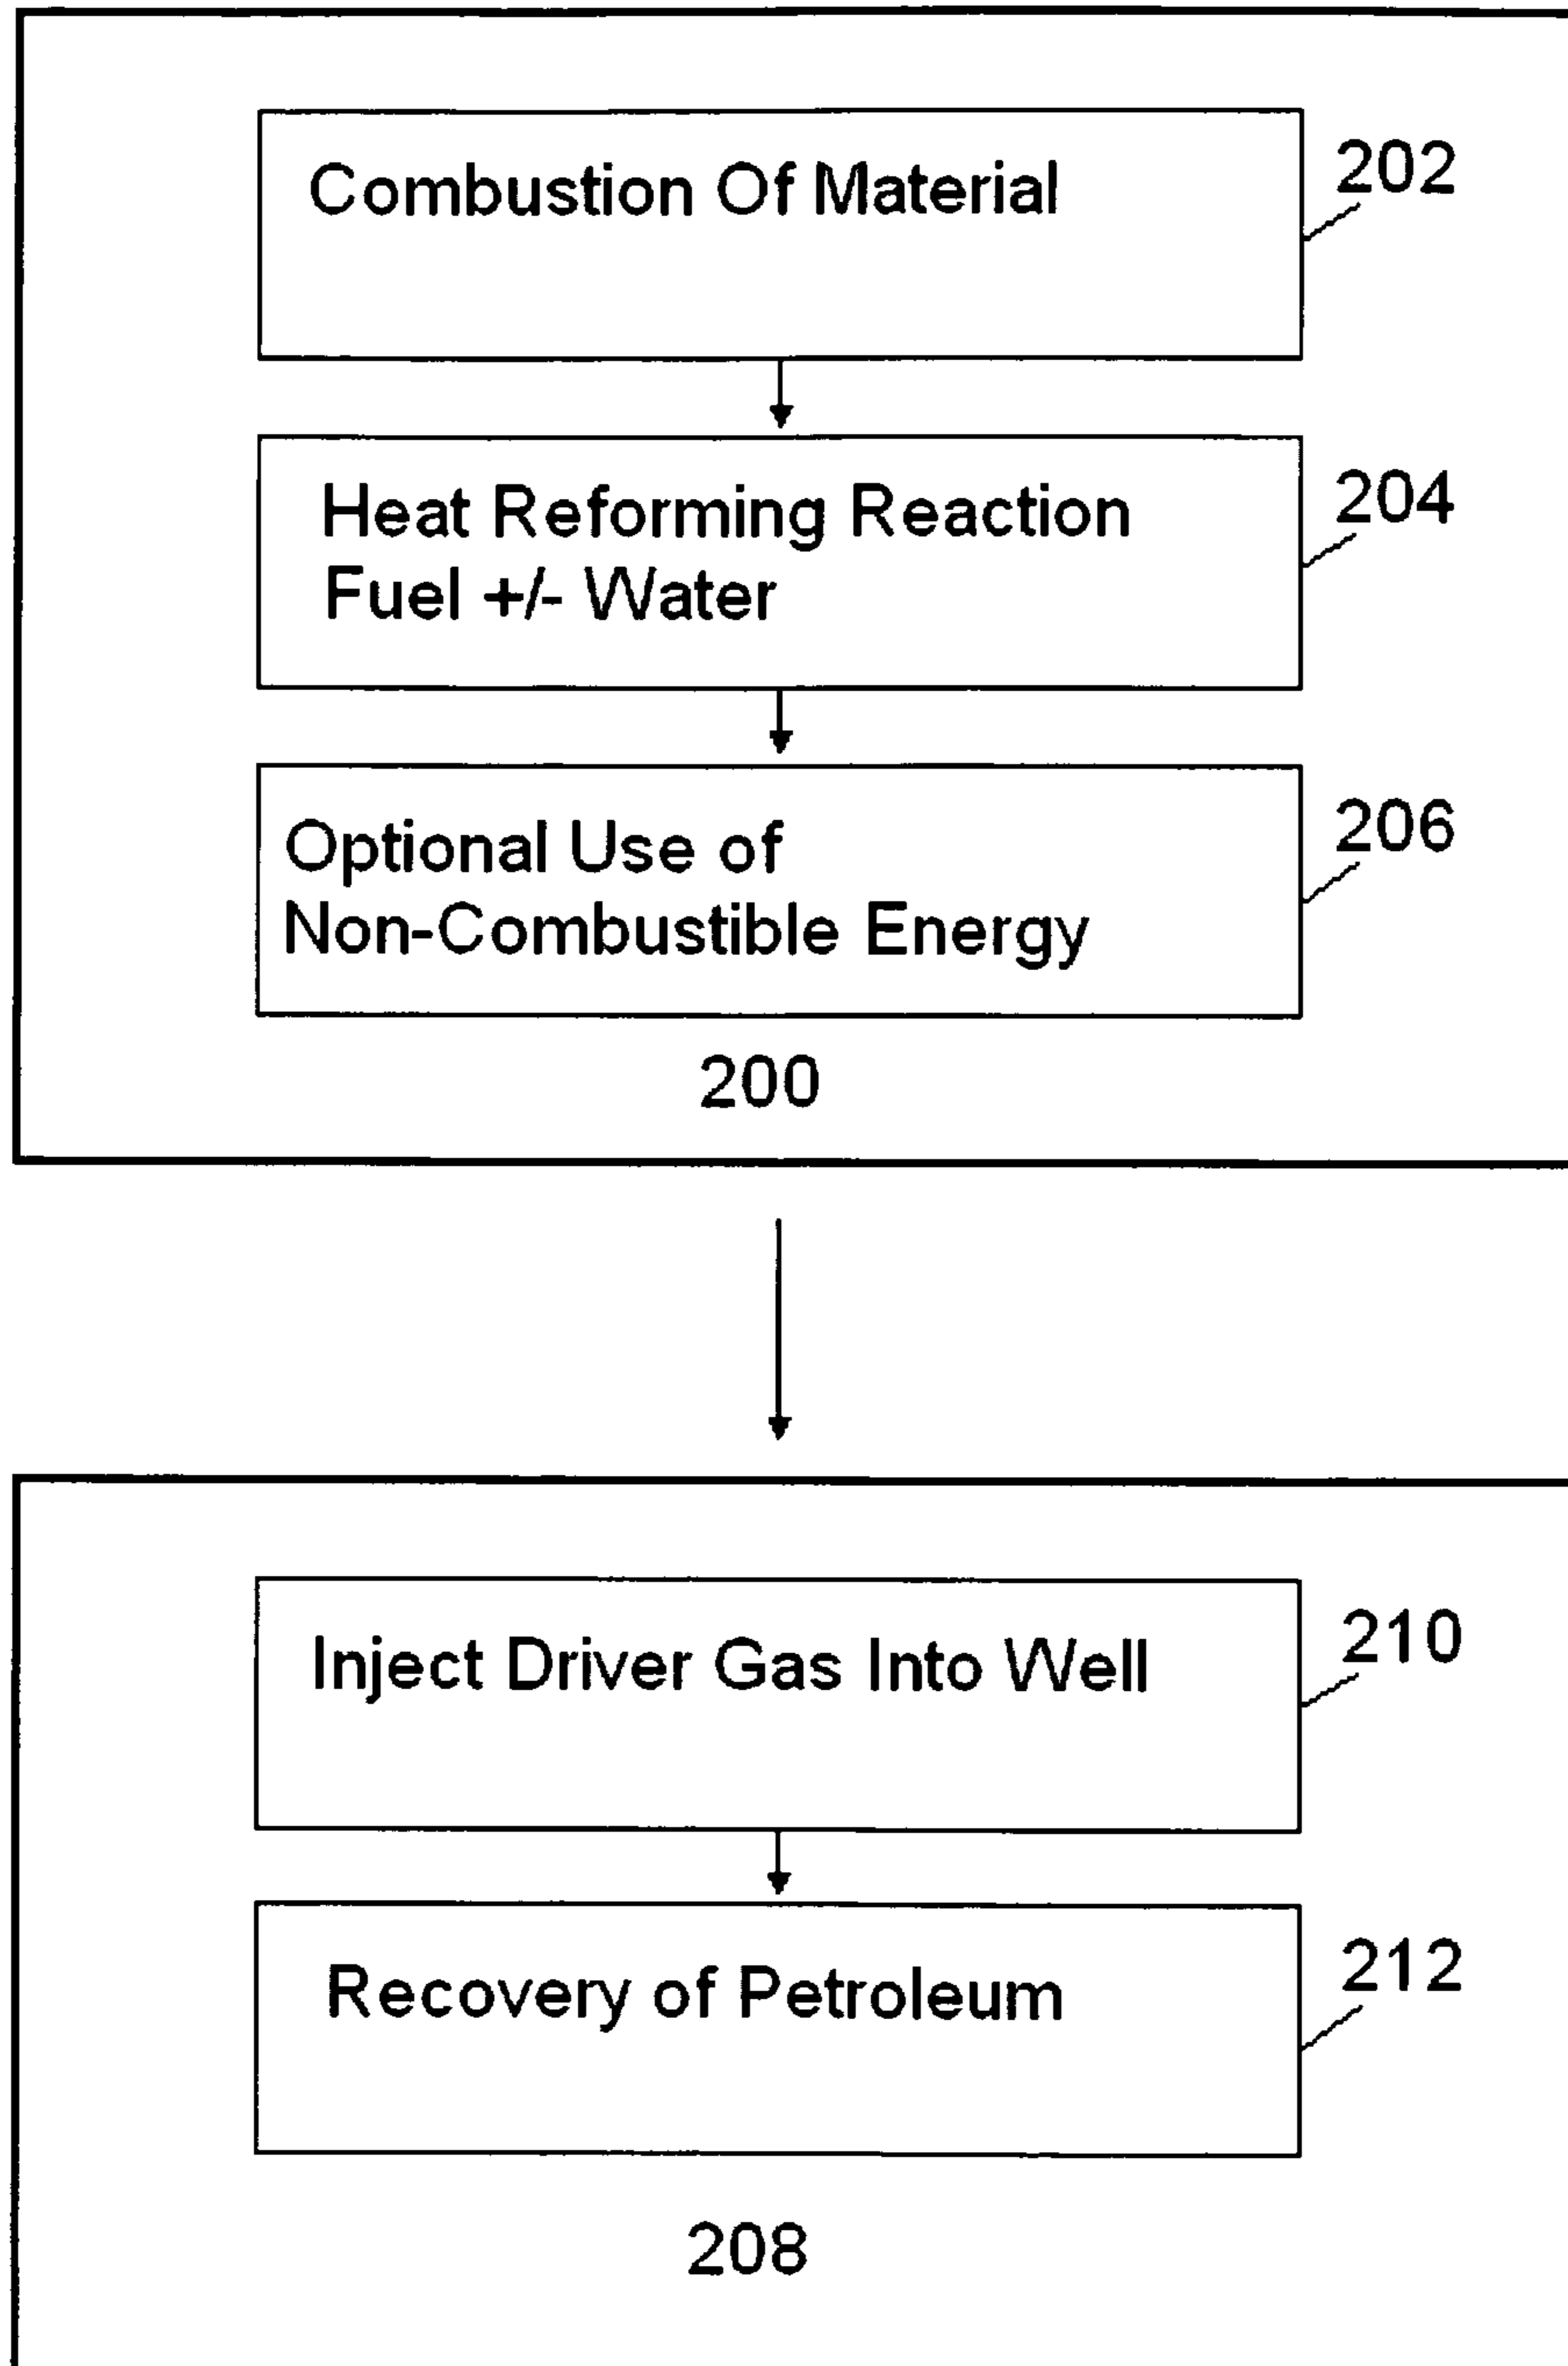 Combustion Of Material
202
Heat Reforming Reaction
Fuel +/- Water
204
Optional Use of
Non-Combustible Energy
206
200
Inject Driver Gas Into Well
210
Recovery of Petroleum
212
208